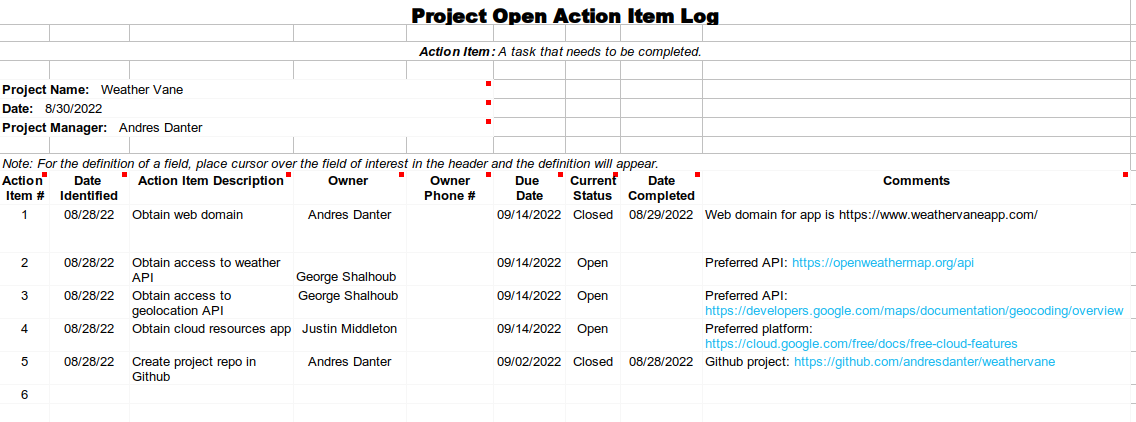 Project Open Action Item Log
Action Item: A task that needs to be completed.
Project Name: Weather Vane
Date: 8/30/2022
Project Manager: Andres Danter
Note: For the definition of a field, place cursor over the field of interest in the header and the definition will appear.
Action Date Action Item Description Owner Owner Due Current Date Comments
Item # Identified Phone # Date Status Completed
1 08/28/22 Obtain web domain Andres Danter 09/14/2022 Closed 08/29/2022 Web domain for app is https://www.weathervaneapp.com/
2 08/28/22 Obtain access to weather 09/14/2022 Open Preferred API: https://openweathermap.org/api
API George Shalhoub
3 08/28/22 Obtain access to George Shalhoub 09/14/2022 Open Preferred API:
geolocation API https://developers.google.com/maps/documentation/geocoding/overview
4 08/28/22 Obtain cloud resources app Justin Middleton 09/14/2022 Open Preferred platform:
https://cloud.google.com/free/docs/free-cloud-features
5 08/28/22 Create project repo in Andres Danter 09/02/2022 Closed 08/28/2022 Github project: https://github.com/andresdanter/weathervane
Github
6